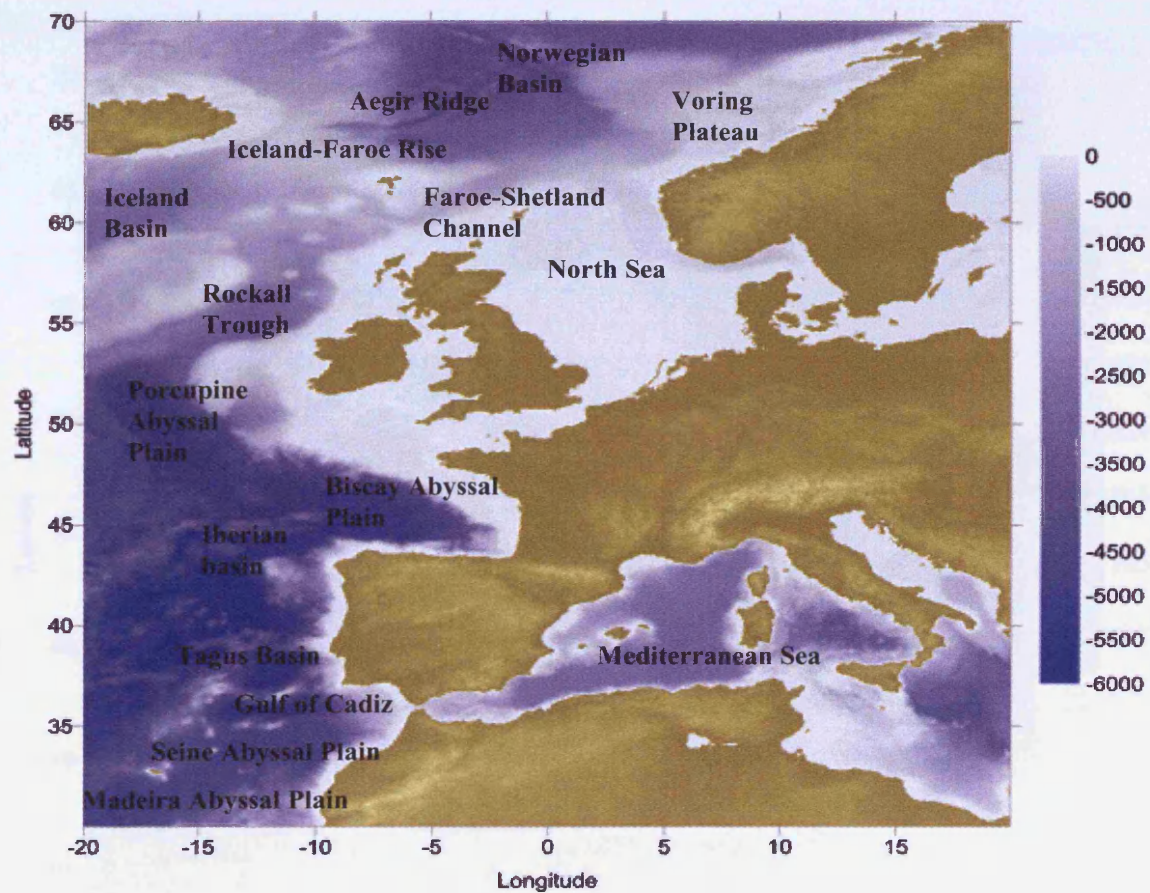 70
65
60
55
50
45
40
35
Latitude
Norwegian
Basin
Aegir Ridge
Voring
Plateau
Iceland-Faroe Rise
Iceland
Basin
Faroe-Shetland
Channel
North Sea
Rockall
Trough
Porcupine
Abyssal
Plain
Biscay Abyssal
Plain
Iberian
basin
Tagus Basin
Mediterranean Sea
Gulf of Cadiz
Seine Abyssal Plain
Madeira Abyssal Plain
-20
-15
-10
-5
0
5
10
15
Longitude
0
-500
-1000
-1500
-2000
-2500
-3000
-3500
-4000
-4500
-5000
-5500
-6000